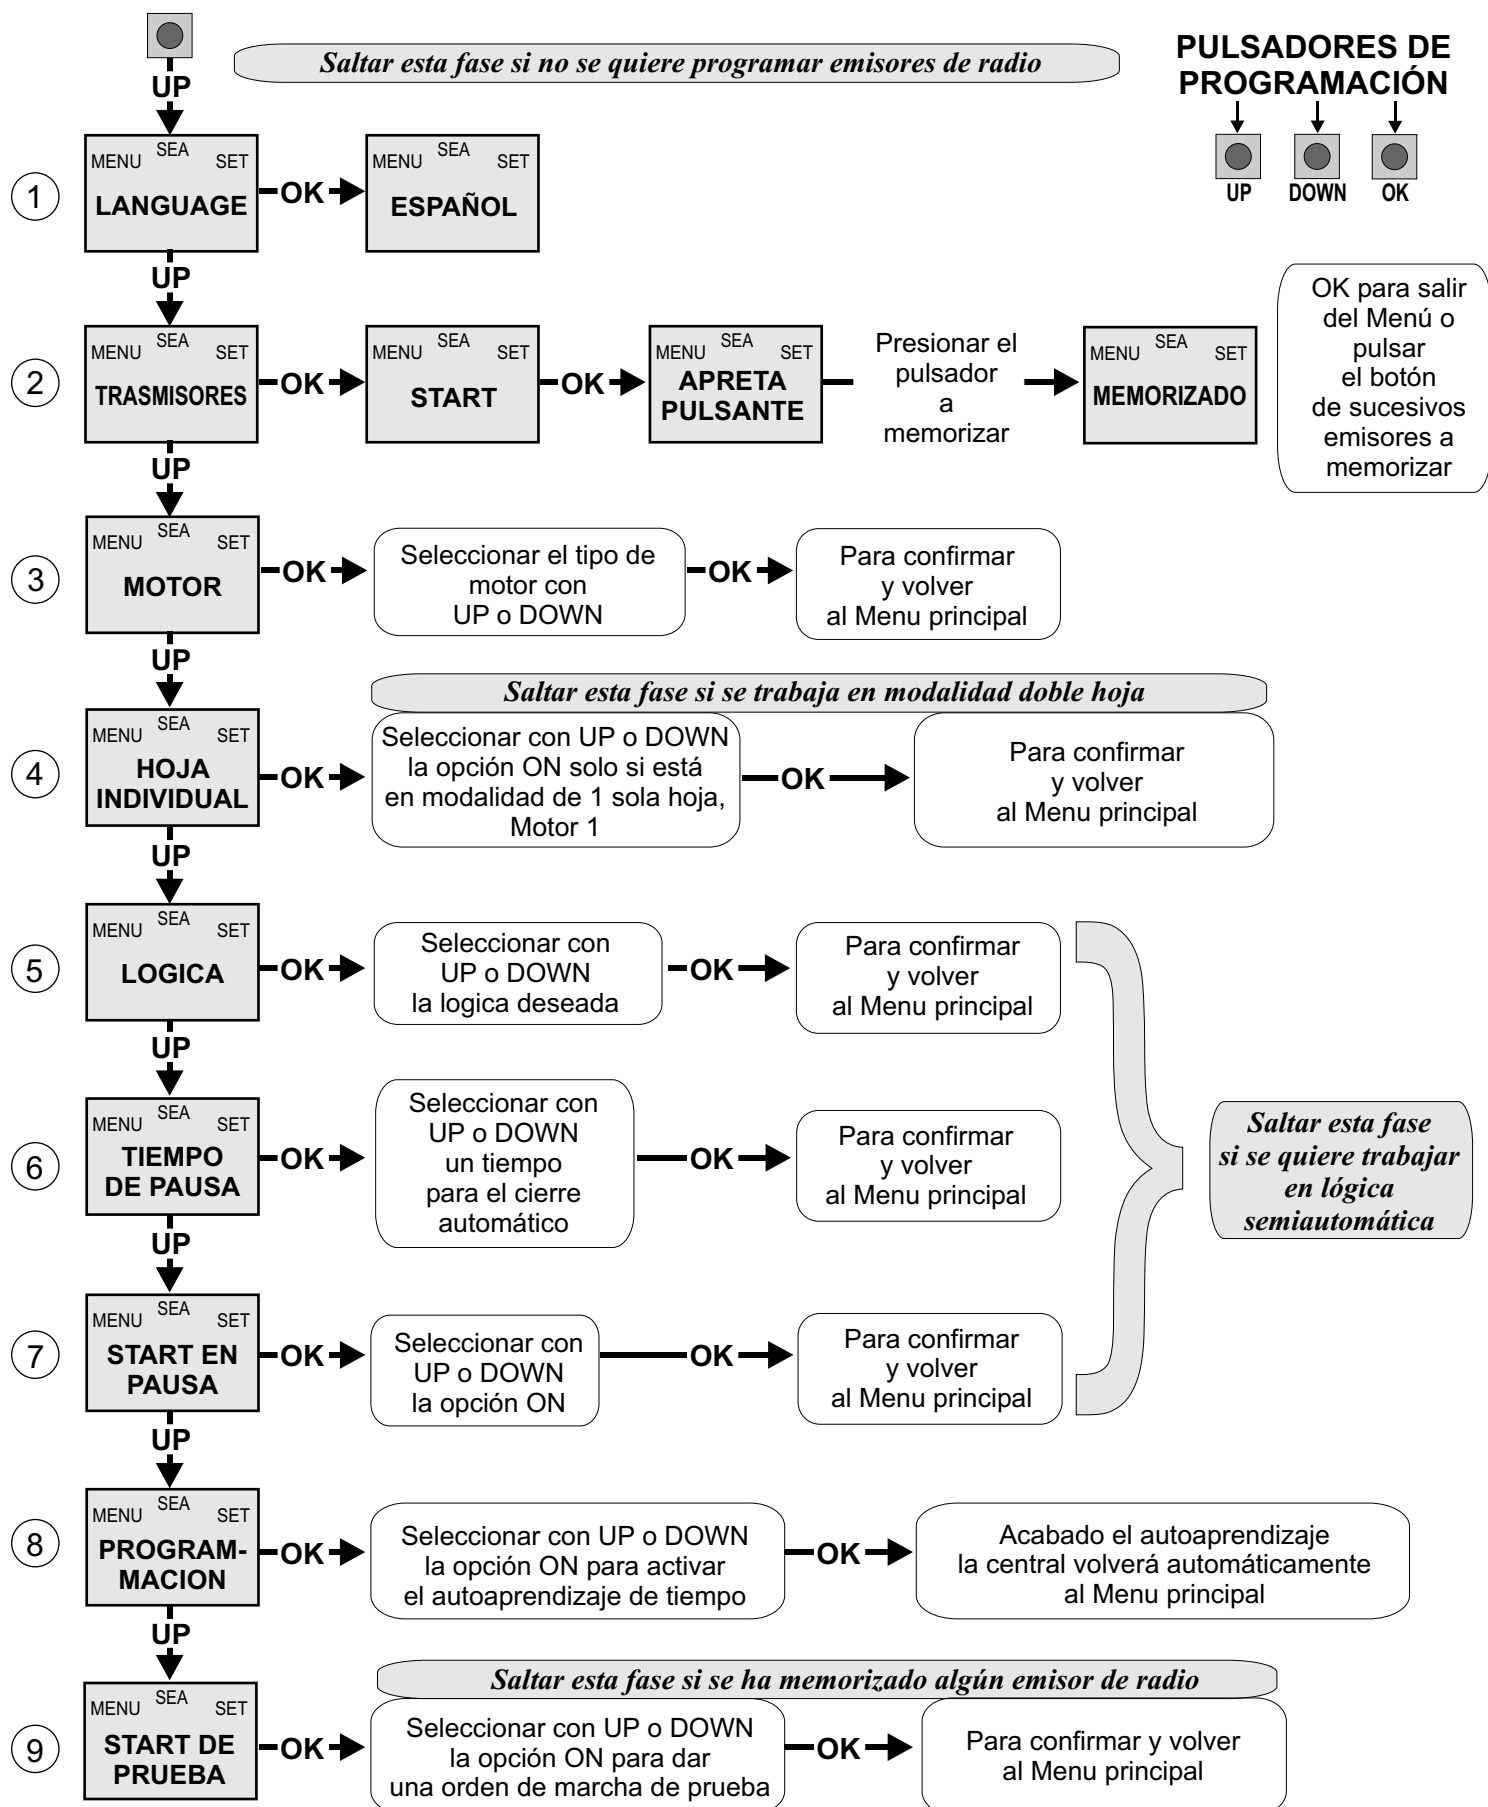 UP
Saltar esta fase si no se quiere programar emisores de radio
PULSADORES DE
PROGRAMACIÓN
UP DOWN OK
1
MENU SEA SET
LANGUAGE
OK
MENU SEA SET
ESPAÑOL
UP
2
MENU SEA SET
TRASMISORES
OK
MENU SEA SET
START
OK
MENU SEA SET
APRETA
PULSANTE
Presionar el
pulsador
a
memorizar
MENU SEA SET
MEMORIZADO
OK para salir
del Menú o
pulsar
el botón
de sucesivos
emisores a
memorizar
UP
3
MENU SEA SET
MOTOR
OK
Seleccionar el tipo de
motor con
UP o DOWN
OK
Para confirmar
y volver
al Menu principal
UP
Saltar esta fase si se trabaja en modalidad doble hoja
4
MENU SEA SET
HOJA
INDIVIDUAL
OK
Seleccionar con UP o DOWN
la opción ON solo si está
en modalidad de 1 sola hoja,
Motor 1
OK
Para confirmar
y volver
al Menu principal
UP
5
MENU SEA SET
LOGICA
OK
Seleccionar con
UP o DOWN
la logica deseada
OK
Para confirmar
y volver
al Menu principal
UP
6
MENU SEA SET
TIEMPO
DE PAUSA
OK
Seleccionar con
UP o DOWN
un tiempo
para el cierre
automático
OK
Para confirmar
y volver
al Menu principal
Saltar esta fase
si se quiere trabajar
en lógica
semiautomática
UP
7
MENU SEA SET
START EN
PAUSA
OK
Seleccionar con
UP o DOWN
la opción ON
OK
Para confirmar
y volver
al Menu principal
UP
8
MENU SEA SET
PROGRAM-
MACION
OK
Seleccionar con UP o DOWN
la opción ON para activar
el autoaprendizaje de tiempo
OK
Acabado el autoaprendizaje
la central volverá automáticamente
al Menu principal
UP
Saltar esta fase si se ha memorizado algún emisor de radio
9
MENU SEA SET
START DE
PRUEBA
OK
Seleccionar con UP o DOWN
la opción ON para dar
una orden de marcha de prueba
OK
Para confirmar y volver
al Menu principal